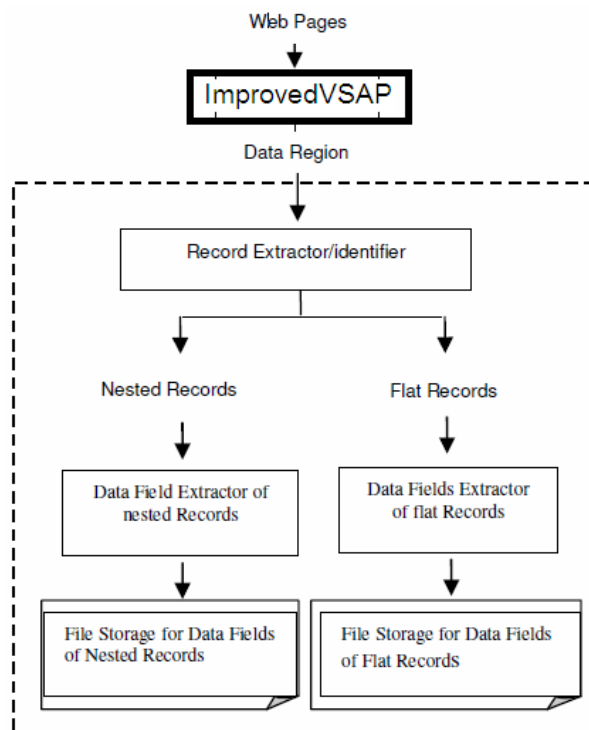 Web Pages
ImprovedVSAP
Data Region
Record Extractor/identifier
Nested Records
Flat Records
Data Field Extractor of
nested Records
Data Fields Extractor
of flat Records
File Storage for Data Fields
of Nested Records
File Storage for Data Fields
of Flat Records